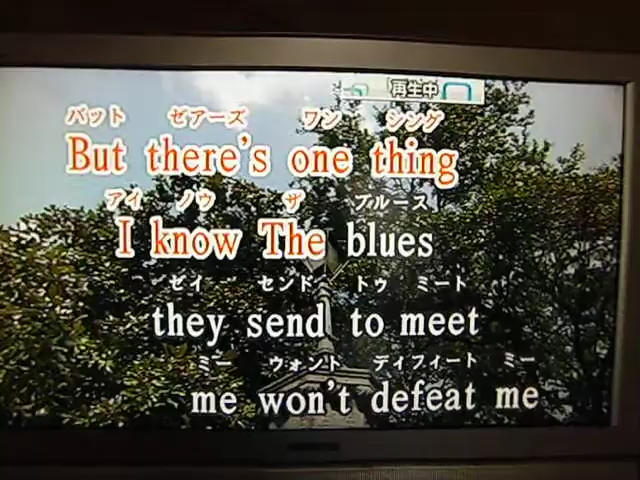 再生中
バット ゼアーズ ワン シング
But there's one thing
アイ ノウ ザ ブルース
I know The blues
ゼイ センド トゥ ミート
they send to meet
ミー ウォント ディフィート ミー
me won't defeat me